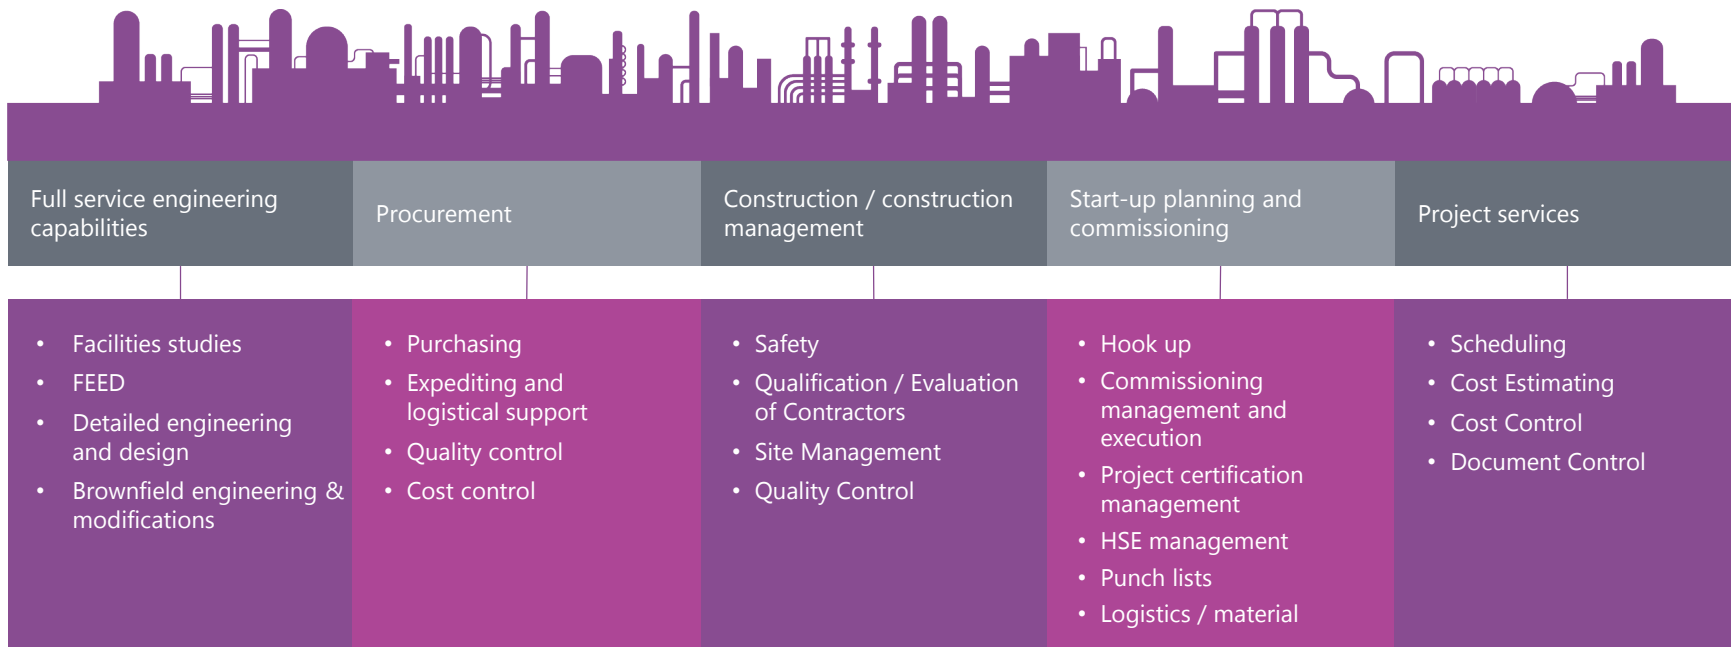 Full service engineering
capabilities
Procurement
Construction / construction
management
Start-up planning and
commissioning
Project services
• Facilities studies
• FEED
• Detailed engineering
and design
• Brownfield engineering &
modifications
• Purchasing
• Expediting and
logistical support
• Quality control
• Cost control
• Safety
• Qualification / Evaluation
of Contractors
• Site Management
• Quality Control
• Hook up
• Commissioning
management and
execution
• Project certification
management
• HSE management
• Punch lists
• Logistics / material
• Scheduling
• Cost Estimating
• Cost Control
• Document Control